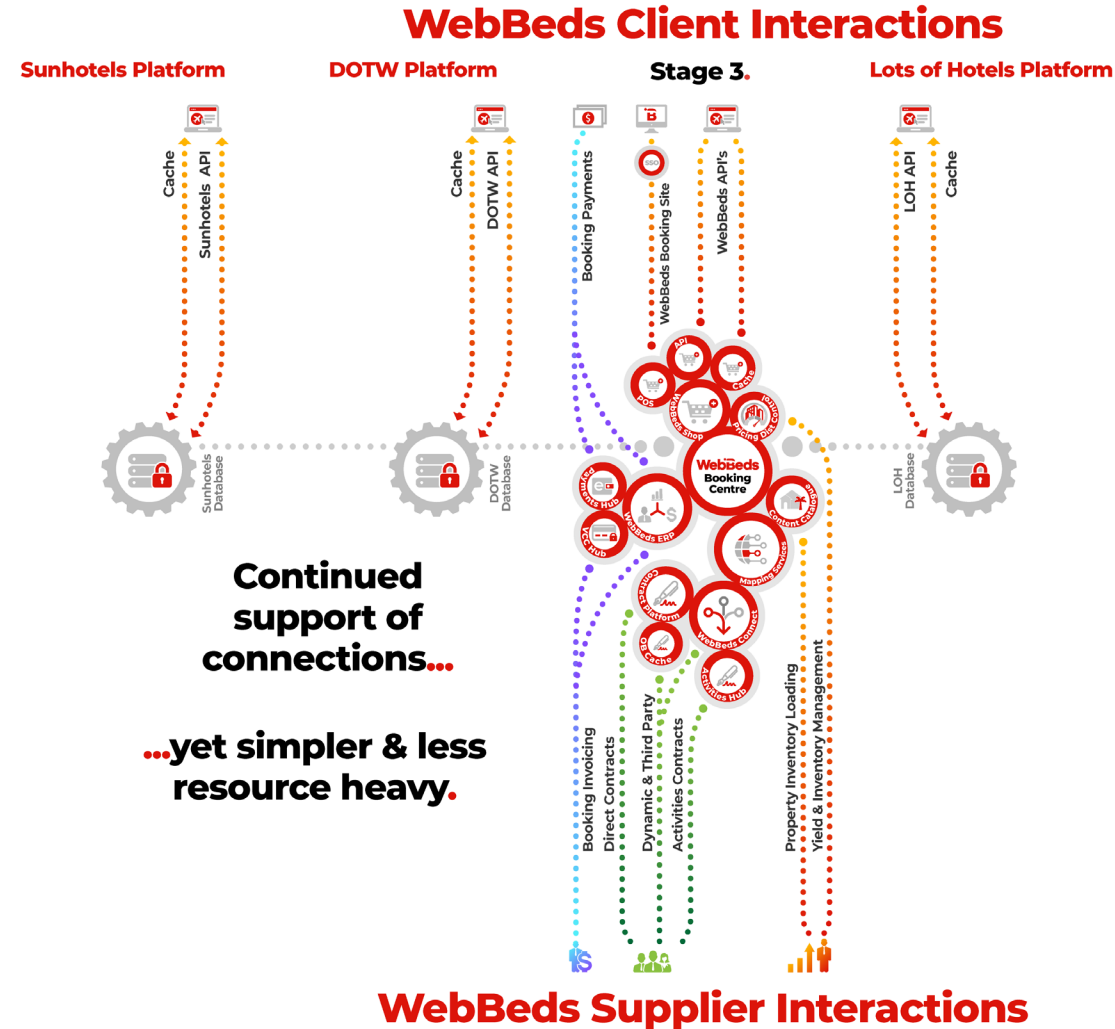 WebBeds Client Interactions
Sunhotels Platform
DOTW Platform
Stage 3.
Lots of Hotels Platform
Cache
Sunhotels API
Cache
DOTW API
Booking Payments
SSO
WebBeds Booking Site
WebBeds API's
LOH API
Cache
API
Cache
POS
WebBeds Shop
Pricing Dist Control
Sunhotels
Database
DOTW
Database
WebBeds
Booking
Centre
LOH
Database
Payments Hub
WebBeds ERP
VCC Hub
Content Catalogue
Mapping Services
Contract Platform
WebBeds Connect
OB Cache
Activities Hub
Continued
support of
connections...
...yet simpler & less
resource heavy.
Booking Invoicing
Direct Contracts
Dynamic & Third Party
Activities Contracts
Property Inventory Loading
Yield & Inventory Management
WebBeds Supplier Interactions